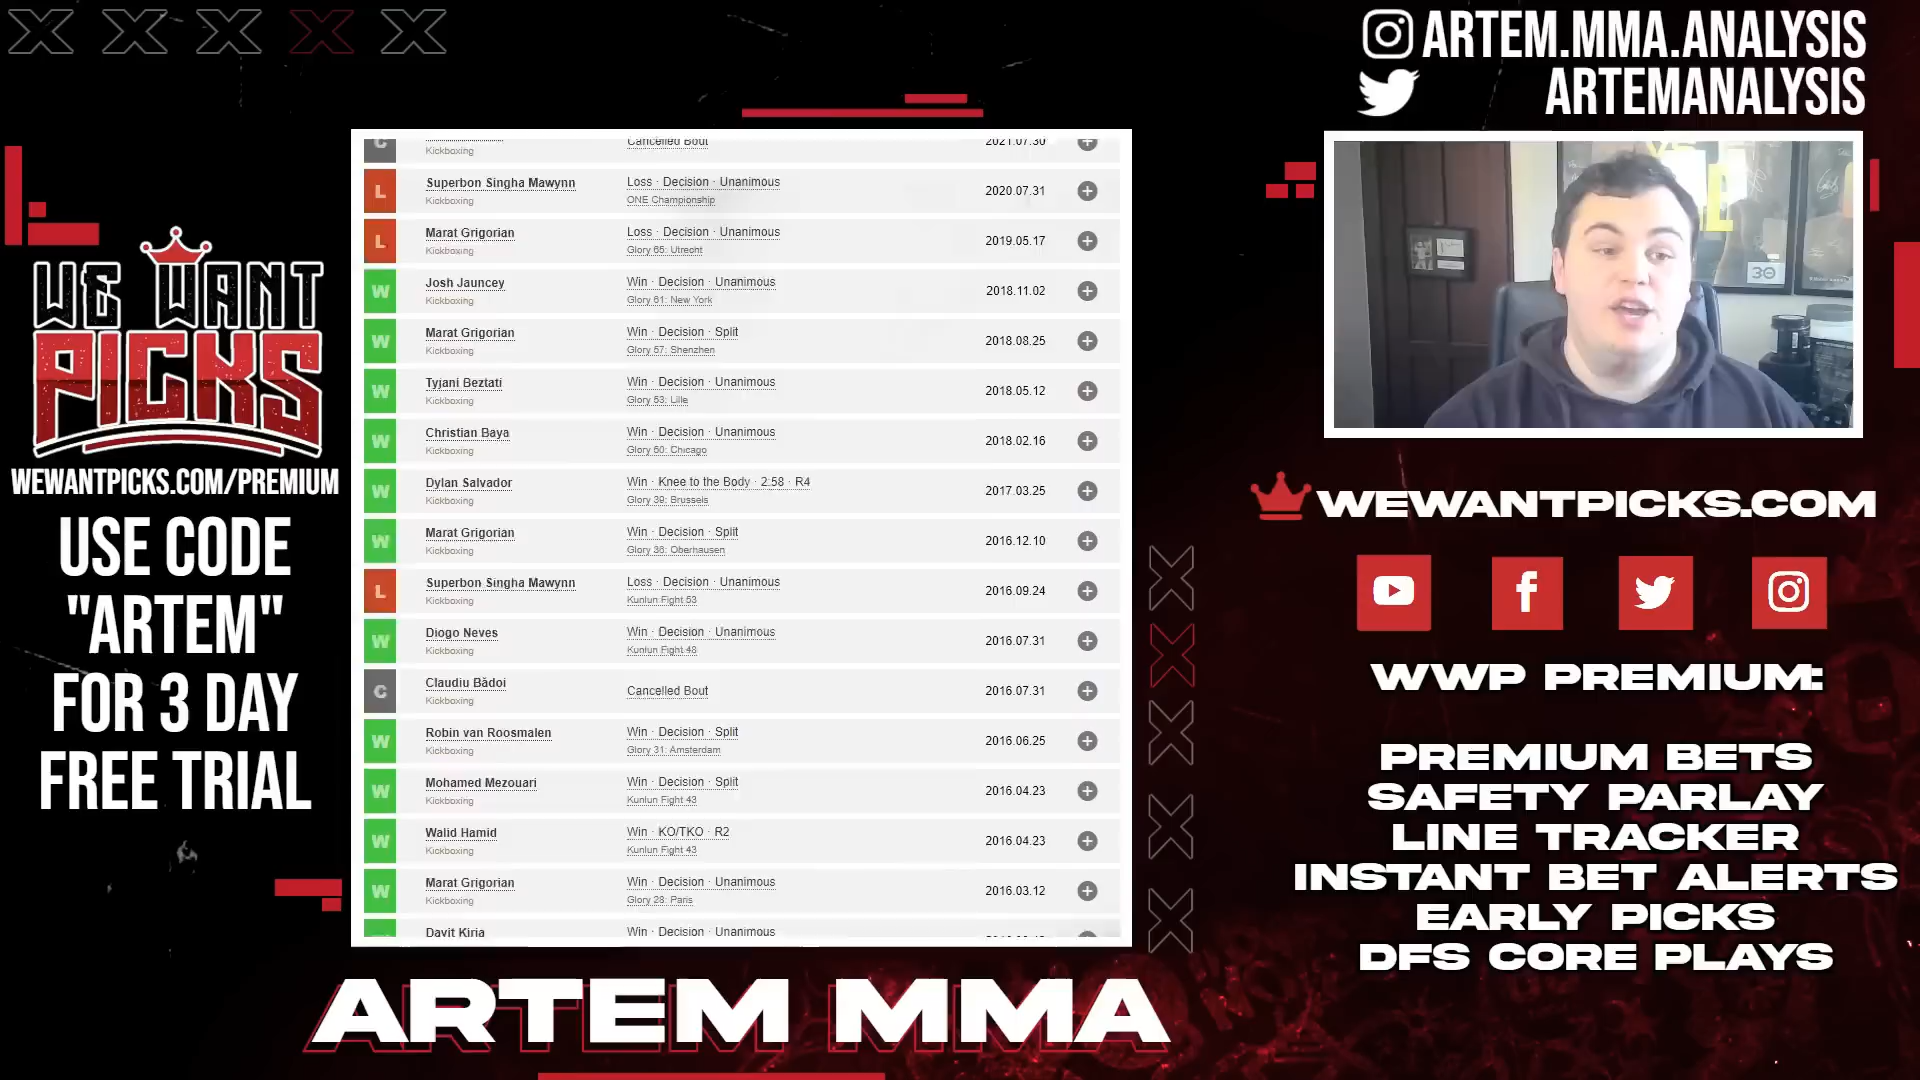 ARTEM.MMA.ANALYSIS
ARTEMANALYSIS
WE WANT
PICKS
WEWANTPICKS.COM/PREMIUM
USE CODE
"ARTEM"
FOR 3 DAY
FREE TRIAL
C Kickboxing Cancelled Bout 2021.07.30
L Superbon Singha Mawynn Loss · Decision · Unanimous 2020.07.31
Kickboxing ONE Championship
L Marat Grigorian Loss · Decision · Unanimous 2019.05.17
Kickboxing Glory 65: Utrecht
W Josh Jauncey Win · Decision · Unanimous 2018.11.02
Kickboxing Glory 61: New York
W Marat Grigorian Win · Decision · Split 2018.08.25
Kickboxing Glory 57: Shenzhen
W Tyjani Beztati Win · Decision · Unanimous 2018.05.12
Kickboxing Glory 53: Lille
W Christian Baya Win · Decision · Unanimous 2018.02.16
Kickboxing Glory 50: Chicago
W Dylan Salvador Win · Knee to the Body · 2:58 · R4 2017.03.25
Kickboxing Glory 39: Brussels
W Marat Grigorian Win · Decision · Split 2016.12.10
Kickboxing Glory 36: Oberhausen
L Superbon Singha Mawynn Loss · Decision · Unanimous 2016.09.24
Kickboxing Kunlun Fight 53
W Diogo Neves Win · Decision · Unanimous 2016.07.31
Kickboxing Kunlun Fight 48
C Claudiu Bădoi Cancelled Bout 2016.07.31
Kickboxing
W Robin van Roosmalen Win · Decision · Split 2016.06.25
Kickboxing Glory 31: Amsterdam
W Mohamed Mezouari Win · Decision · Split 2016.04.23
Kickboxing Kunlun Fight 43
W Walid Hamid Win · KO/TKO · R2 2016.04.23
Kickboxing Kunlun Fight 43
W Marat Grigorian Win · Decision · Unanimous 2016.03.12
Kickboxing Glory 28: Paris
Davit Kiria Win · Decision · Unanimous
ARTEM MMA
30
WEWANTPICKS.COM
WWP PREMIUM:
PREMIUM BETS
SAFETY PARLAY
LINE TRACKER
INSTANT BET ALERTS
EARLY PICKS
DFS CORE PLAYS